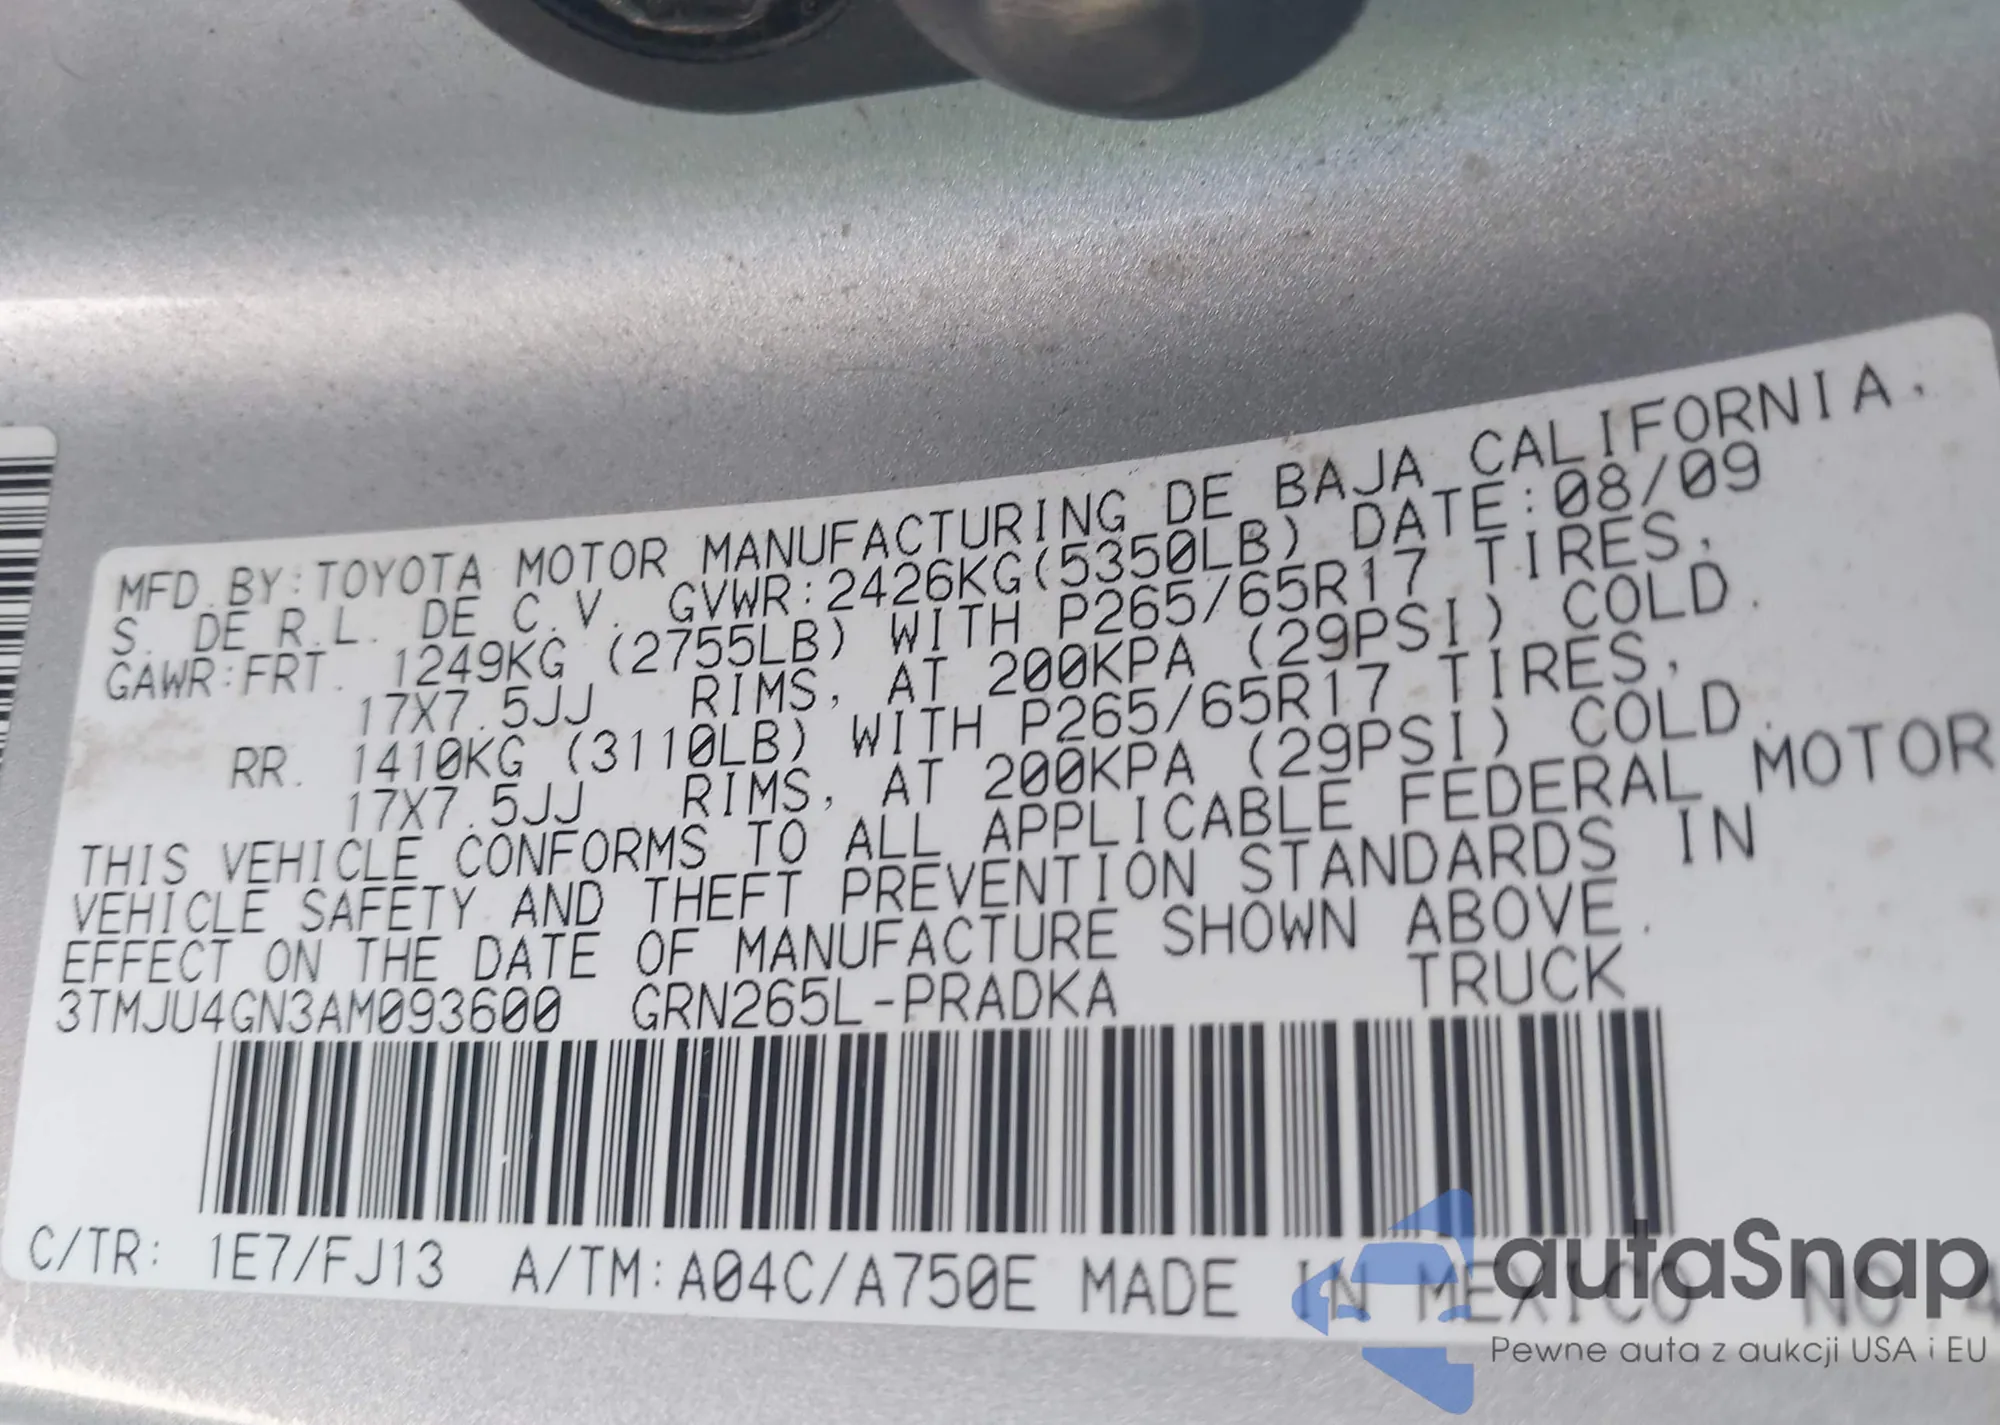 MFD.BY:TOYOTA MOTOR MANUFACTURING DE BAJA CALIFORNIA.
S. DE R.L. DE C.V. GVWR:2426KG(5350LB) DATE:08/09
GAWR:FRT. 1249KG (2755LB) WITH P265/65R17 TIRES,
17X7.5JJ RIMS, AT 200KPA (29PSI) COLD.
RR. 1410KG (3110LB) WITH P265/65R17 TIRES,
17X7.5JJ RIMS, AT 200KPA (29PSI) COLD.
THIS VEHICLE CONFORMS TO ALL APPLICABLE FEDERAL MOTOR
VEHICLE SAFETY AND THEFT PREVENTION STANDARDS IN
EFFECT ON THE DATE OF MANUFACTURE SHOWN ABOVE.
3TMJU4GN3AM093600 GRN265L-PRADKA TRUCK
C/TR: 1E7/FJ13 A/TM:A04C/A750E MADE IN MEXICO NO 4
autaSnap
Pewne auta z aukcji USA i EU